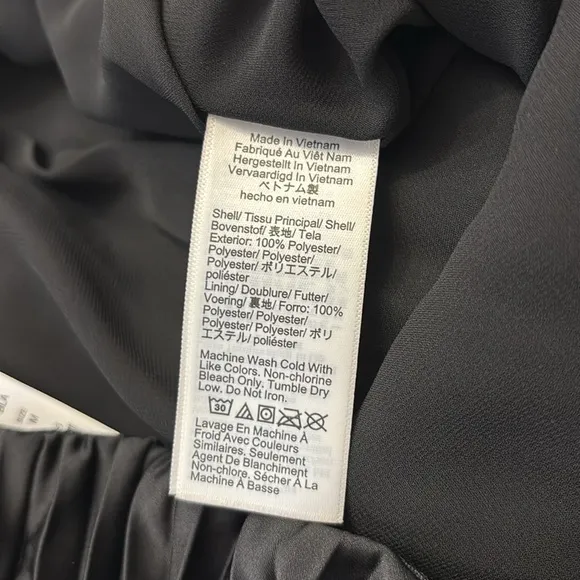 Made In Vietnam
Fabriqué Au Viêt Nam
Hergestellt In Vietnam
Vervaardigd In Vietnam
ベトナム製
hecho en vietnam
Shell/ Tissu Principal/ Shell/
Bovenstof/ 表地/ Tela
Exterior: 100% Polyester/
Polyester/ Polyester/
Polyester/ ポリエステル/
poliéster
Lining/ Doublure/ Futter/
Voering/ 裏地/ Forro: 100%
Polyester/ Polyester/
Polyester/ Polyester/ ポリ
エステル/ poliéster
Machine Wash Cold With
Like Colors. Non-chlorine
Bleach Only. Tumble Dry
Low. Do Not Iron.
30
Lavage En Machine À
Froid Avec Couleurs
Similaires. Seulement
Agent De Blanchiment
Non-chlore. Sécher À La
Machine À Basse
SIZE:
M